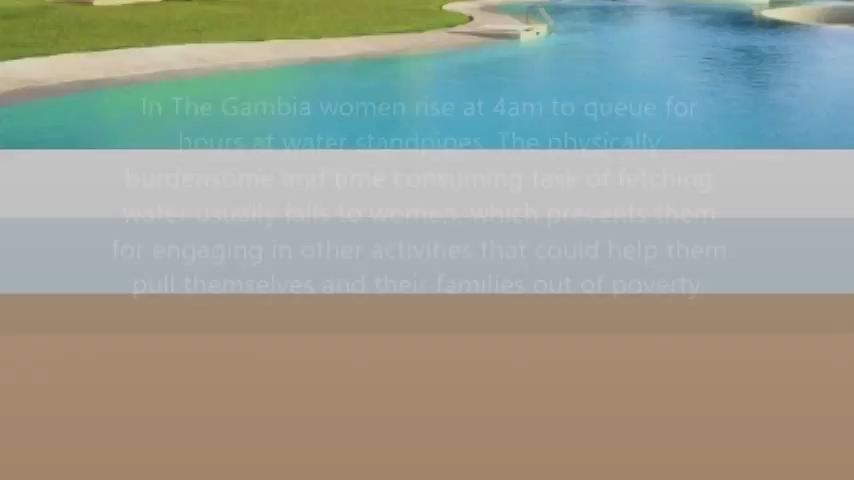 In The Gambia women rise at 4am to queue for
hours at water standpipes. The physically
burdensome and time consuming task of fetching
water usually falls to women, which prevents them
for engaging in other activities that could help them
pull themselves and their families out of poverty